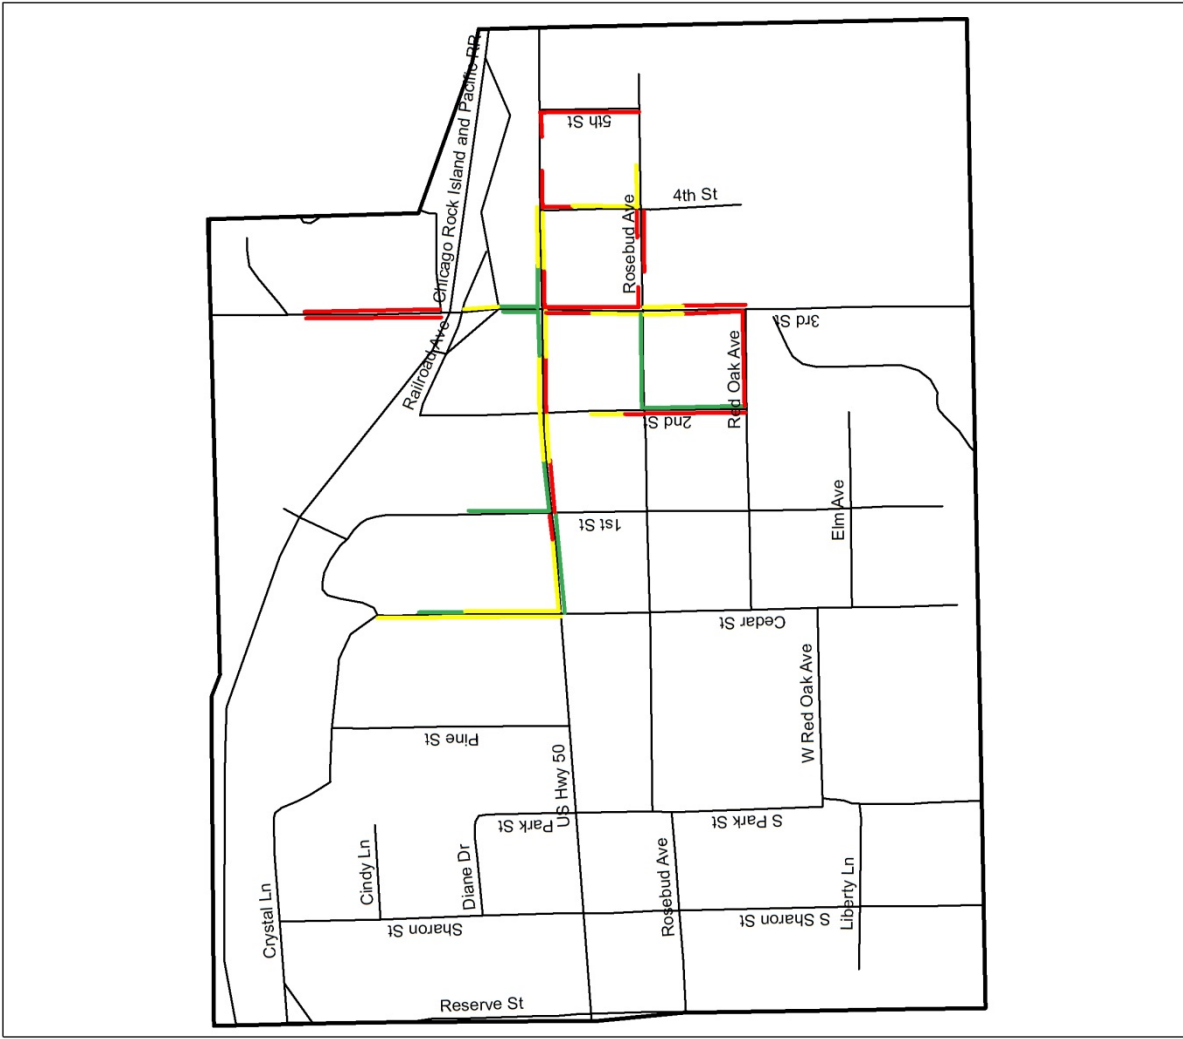 Chicago Rock Island and Pacific RR
5th St
4th St
Rosebud Ave
3rd St
Railroad Ave
Red Oak Ave
2nd St
Elm Ave
1st St
Cedar St
W Red Oak Ave
Pine St
US Hwy 50
Park St
S Park St
Cindy Ln
Diane Dr
Rosebud Ave
Liberty Ln
Crystal Ln
Sharon St
S Sharon St
Reserve St